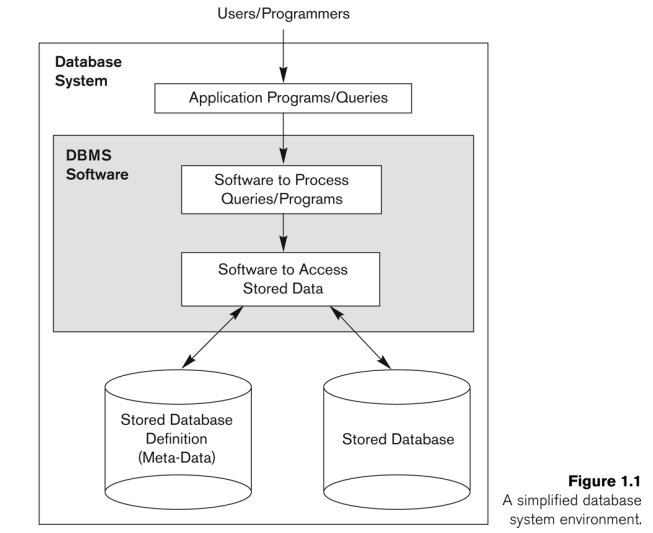 Users/Programmers
Database
System
Application Programs/Queries
DBMS
Software
Software to Process
Queries/Programs
Software to Access
Stored Data
Stored Database
Definition
(Meta-Data)
Stored Database
Figure 1.1
A simplified database
system environment.